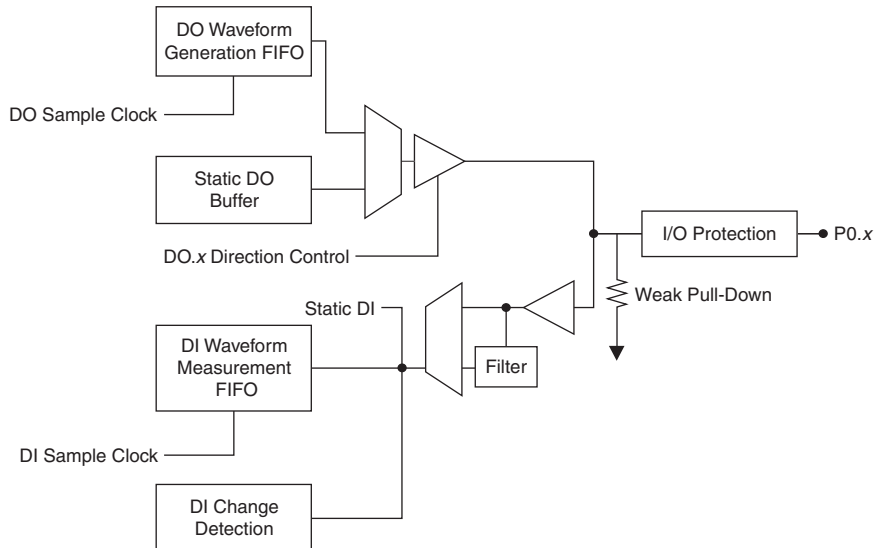 DO Waveform
Generation FIFO
DO Sample Clock
Static DO
Buffer
DO.x Direction Control
I/O Protection
P0.x
Weak Pull-Down
Static DI
DI Waveform
Measurement
FIFO
Filter
DI Sample Clock
DI Change
Detection